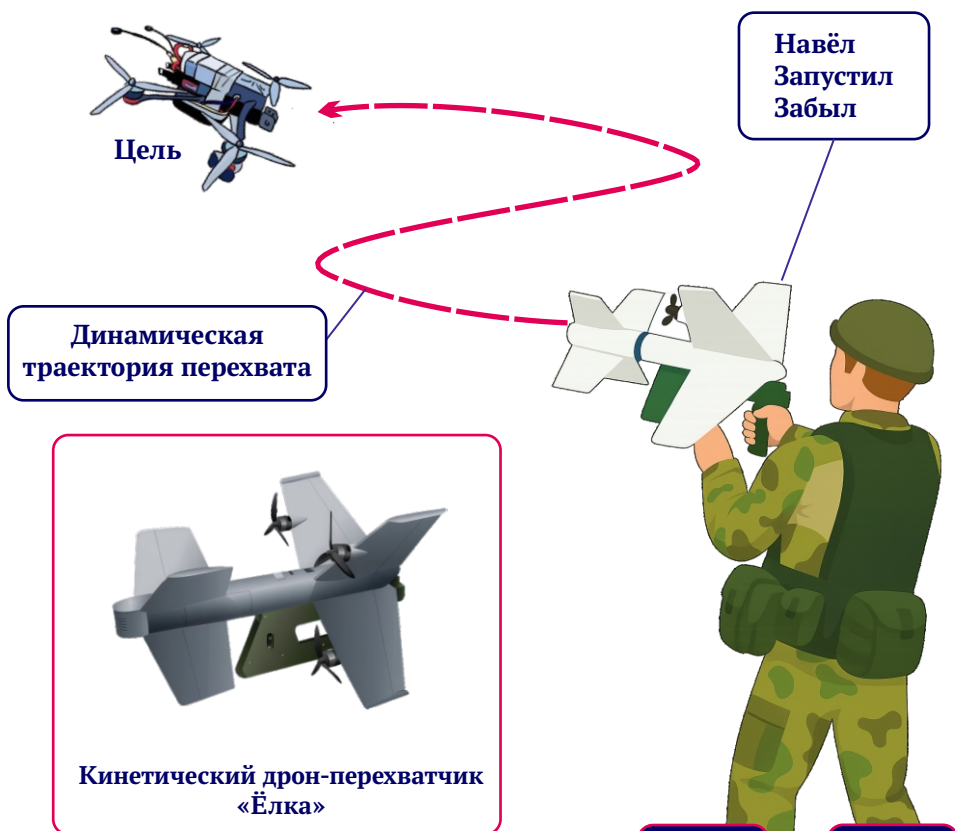 Навёл
Запустил
Забыл
Цель
Динамическая
траектория перехвата
Кинетический дрон-перехватчик
«Ёлка»